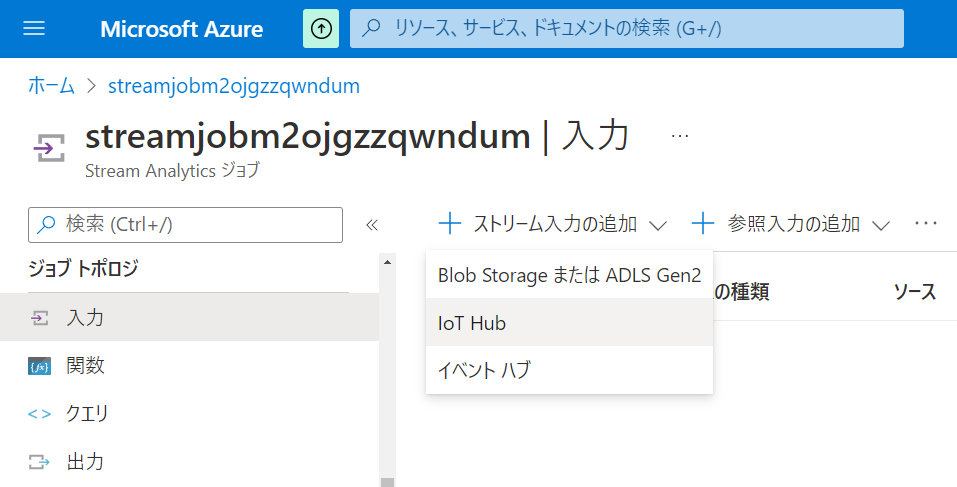 Microsoft Azure
リソース、サービス、ドキュメントの検索 (G+/)
ホーム > streamjobm2ojgzzqwndum
streamjobm2ojgzzqwndum | 入力 ...
Stream Analytics ジョブ
検索 (Ctrl+/) «
+ ストリーム入力の追加 + 参照入力の追加 ...
ジョブ トポロジ
入力
関数
クエリ
出力
Blob Storage または ADLS Gen2
IoT Hub
イベント ハブ
の種類 ソース